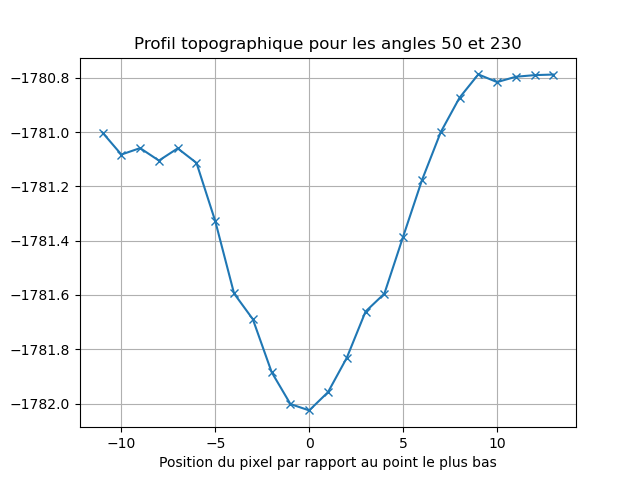 Profil topographique pour les angles 50 et 230
−1780.8
−1781.0
−1781.2
−1781.4
−1781.6
−1781.8
−1782.0
−10 −5 0 5 10
Position du pixel par rapport au point le plus bas